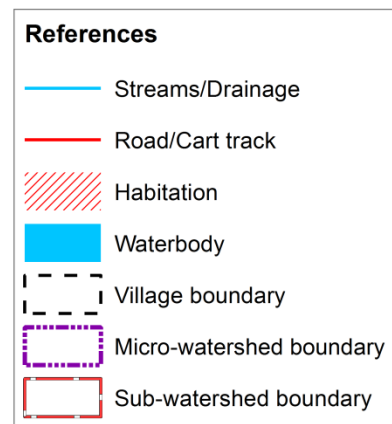 References
Streams/Drainage
Road/Cart track
Habitation
Waterbody
Village boundary
Micro-watershed boundary
Sub-watershed boundary